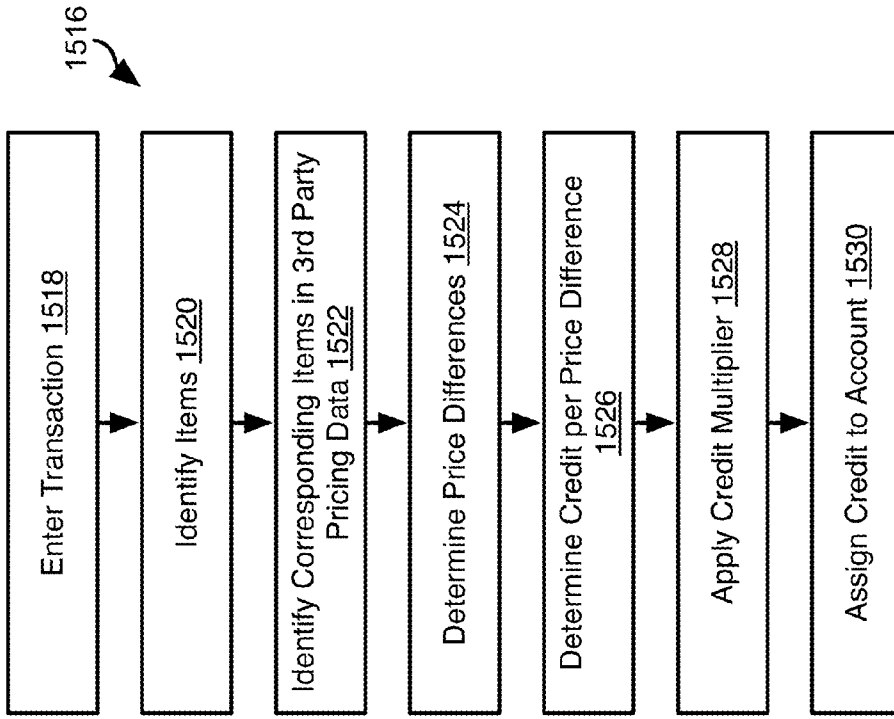 1516
Enter Transaction 1518
Identify Items 1520
Identify Corresponding Items in 3rd Party
Pricing Data 1522
Determine Price Differences 1524
Determine Credit per Price Difference
1526
Apply Credit Multiplier 1528
Assign Credit to Account 1530